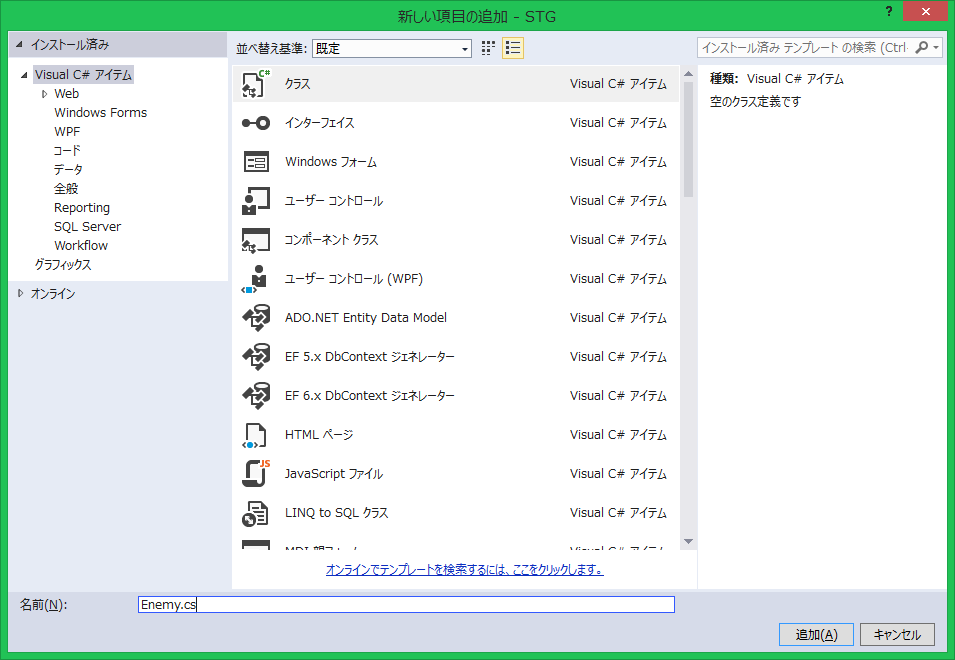 新しい項目の追加 - STG
?
インストール済み
並べ替え基準:
既定
インストール済み テンプレート の検索 (Ctrl-
Visual C# アイテム
Web
Windows Forms
WPF
コード
データ
全般
Reporting
SQL Server
Workflow
グラフィックス
オンライン
クラス Visual C# アイテム
インターフェイス Visual C# アイテム
Windows フォーム Visual C# アイテム
ユーザー コントロール Visual C# アイテム
コンポーネント クラス Visual C# アイテム
ユーザー コントロール (WPF) Visual C# アイテム
ADO.NET Entity Data Model Visual C# アイテム
EF 5.x DbContext ジェネレーター Visual C# アイテム
EF 6.x DbContext ジェネレーター Visual C# アイテム
HTML ページ Visual C# アイテム
JavaScript ファイル Visual C# アイテム
LINQ to SQL クラス Visual C# アイテム
MDI 親フォーム Visual C# アイテム
オンラインでテンプレートを検索するには、ここをクリックします。
種類: Visual C# アイテム
空のクラス定義です
名前(N):
Enemy.cs
追加(A)
キャンセル